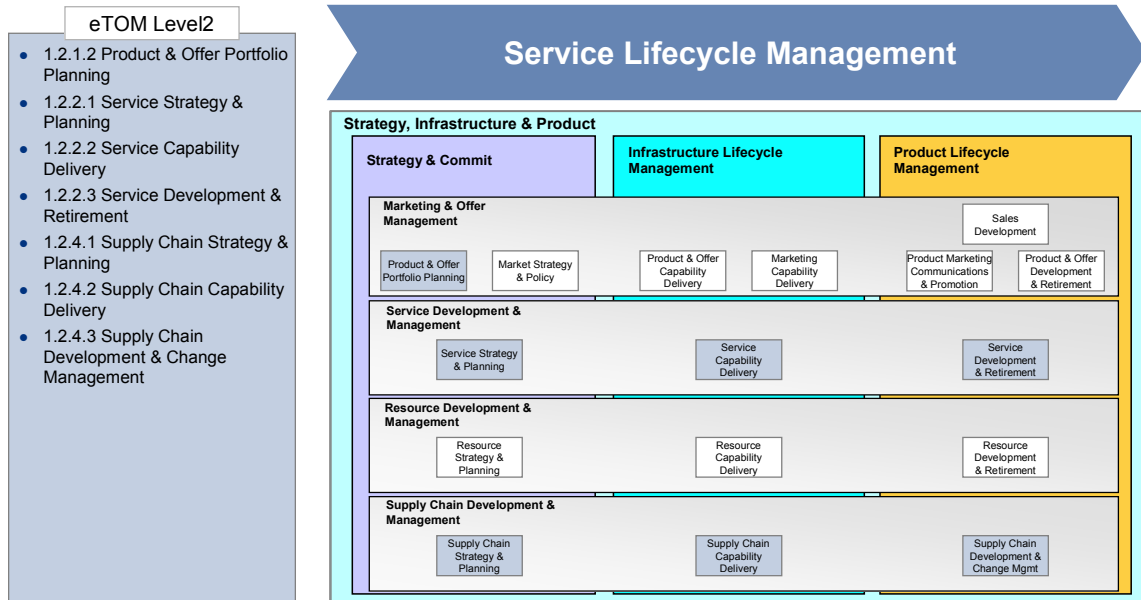 eTOM Level2
1.2.1.2 Product & Offer Portfolio
Planning
1.2.2.1 Service Strategy &
Planning
1.2.2.2 Service Capability
Delivery
1.2.2.3 Service Development &
Retirement
1.2.4.1 Supply Chain Strategy &
Planning
1.2.4.2 Supply Chain Capability
Delivery
1.2.4.3 Supply Chain
Development & Change
Management
Service Lifecycle Management
Strategy, Infrastructure & Product
Strategy & Commit
Infrastructure Lifecycle
Management
Product Lifecycle
Management
Marketing & Offer
Management
Sales
Development
Product & Offer
Portfolio Planning
Market Strategy
& Policy
Product & Offer
Capability
Delivery
Marketing
Capability
Delivery
Product Marketing
Communications
& Promotion
Product & Offer
Development
& Retirement
Service Development &
Management
Service Strategy
& Planning
Service
Capability
Delivery
Service
Development
& Retirement
Resource Development &
Management
Resource
Strategy &
Planning
Resource
Capability
Delivery
Resource
Development
& Retirement
Supply Chain Development &
Management
Supply Chain
Strategy &
Planning
Supply Chain
Capability
Delivery
Supply Chain
Development &
Change Mgmt